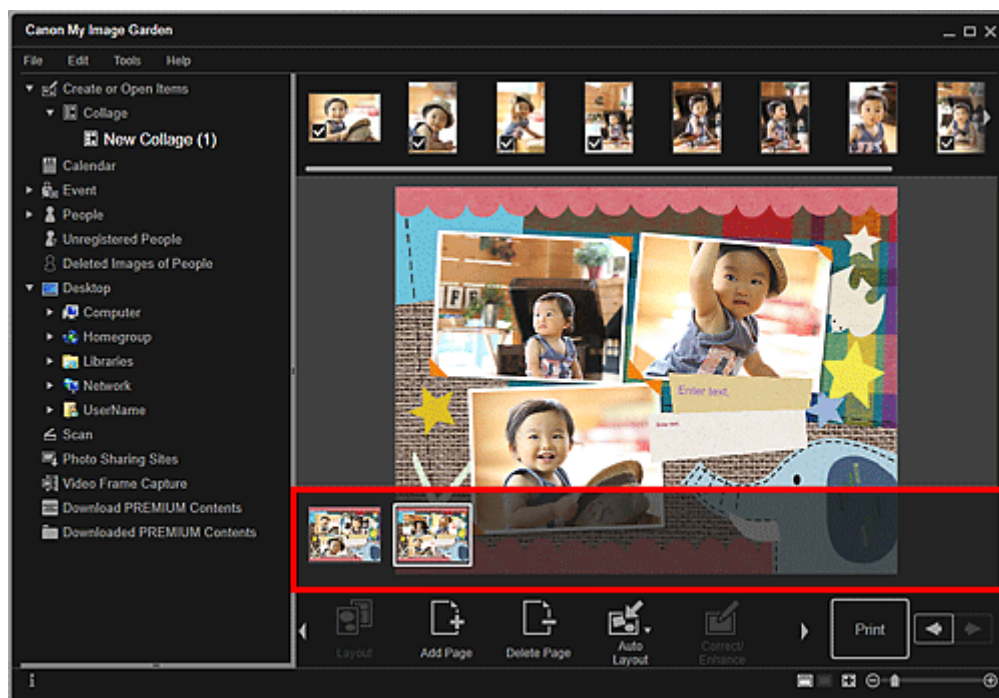 Canon My Image Garden
File Edit Tools Help
Create or Open Items
Collage
New Collage (1)
Calendar
Event
People
Unregistered People
Deleted Images of People
Desktop
Computer
Homegroup
Libraries
Network
UserName
Scan
Photo Sharing Sites
Video Frame Capture
Download PREMIUM Contents
Downloaded PREMIUM Contents
Enter text.
Enter text.
Layout
Add Page
Delete Page
Auto
Layout
Correct/
Enhance
Print